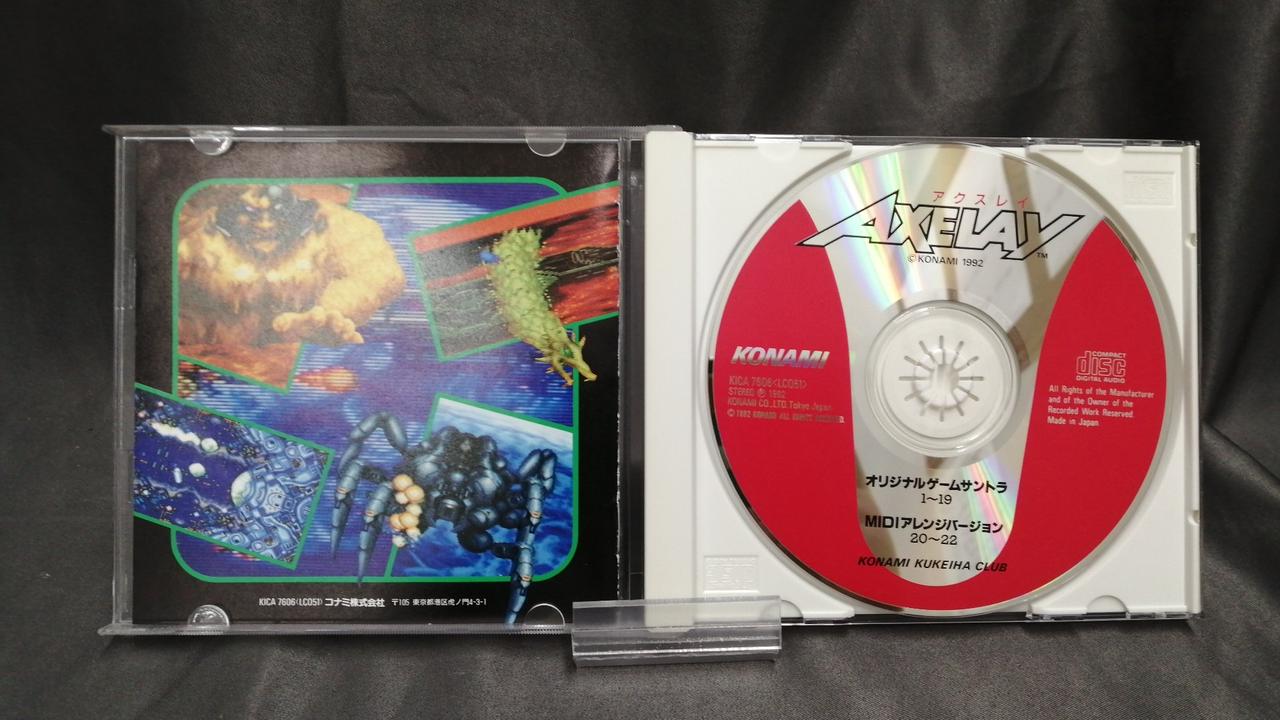 KICA 7606〈LC051〉 コナミ株式会社 〒105 東京都港区虎ノ門4-3-1
アクスレイ
AXELAY™
© KONAMI 1992
KONAMI
KICA 7606〈LC051〉
STEREO Ⓟ 1992
KONAMI CO., LTD. Tokyo Japan
© 1992 KONAMI ALL RIGHTS RESERVED.
COMPACT
disc
DIGITAL AUDIO
All Rights of the Manufacturer
and of the Owner of the
Recorded Work Reserved.
Made in Japan
オリジナルゲームサントラ
1〜19
MIDIアレンジバージョン
20〜22
KONAMI KUKEIHA CLUB